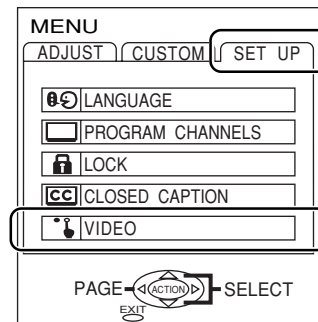 MENU
ADJUST CUSTOM SET UP
LANGUAGE
PROGRAM CHANNELS
LOCK
CC CLOSED CAPTION
VIDEO
PAGE ACTION SELECT
EXIT